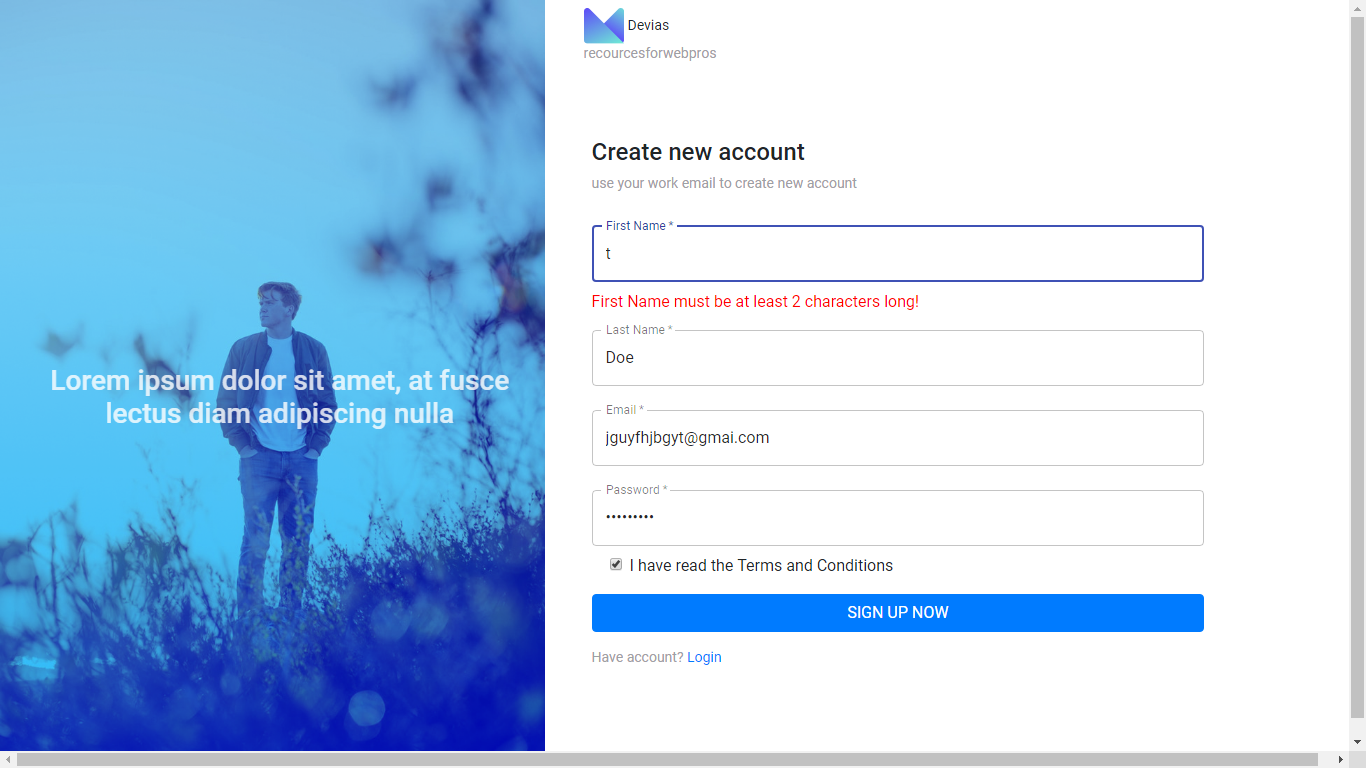 Devias
recourcesforwebpros
Lorem ipsum dolor sit amet, at fusce
lectus diam adipiscing nulla
Create new account
use your work email to create new account
First Name *
t
First Name must be at least 2 characters long!
Last Name *
Doe
Email *
jguyfhjbgyt@gmai.com
Password *
•••••••••
I have read the Terms and Conditions
SIGN UP NOW
Have account? Login